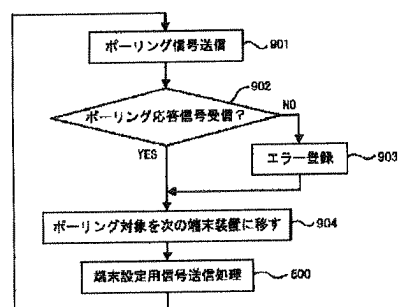 ポーリング信号送信
901
902
ポーリング応答信号受信？
NO
YES
エラー登録
903
ポーリング対象を次の端末装置に移す
904
端末設定用信号送信処理
600